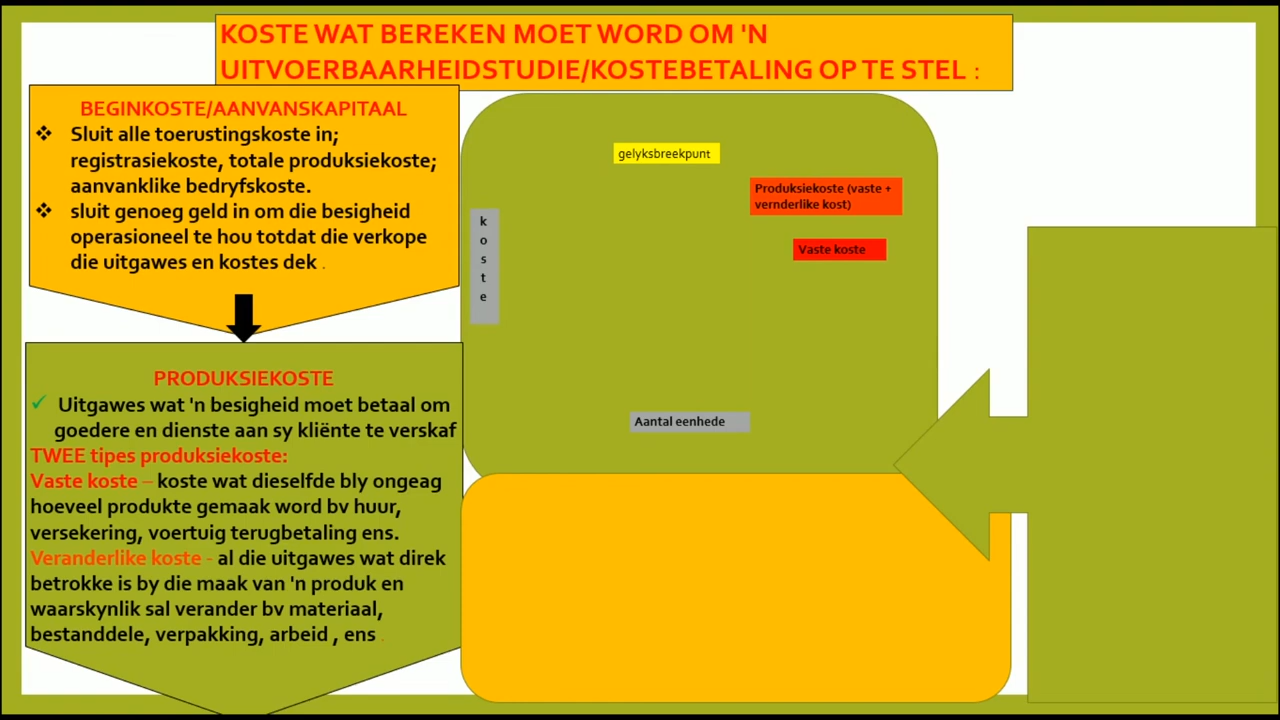 KOSTE WAT BEREKEN MOET WORD OM 'N
UITVOERBAARHEIDSTUDIE/KOSTEBETALING OP TE STEL :
BEGINKOSTE/AANVANSKAPITAAL
❖ Sluit alle toerustingskoste in;
registrasiekoste, totale produksiekoste;
aanvanklike bedryfskoste.
❖ sluit genoeg geld in om die besigheid
operasioneel te hou totdat die verkope
die uitgawes en kostes dek .
PRODUKSIEKOSTE
✓ Uitgawes wat 'n besigheid moet betaal om
goedere en dienste aan sy kliënte te verskaf
TWEE tipes produksiekoste:
Vaste koste – koste wat dieselfde bly ongeag
hoeveel produkte gemaak word bv huur,
versekering, voertuig terugbetaling ens.
Veranderlike koste - al die uitgawes wat direk
betrokke is by die maak van 'n produk en
waarskynlik sal verander bv materiaal,
bestanddele, verpakking, arbeid , ens .
gelyksbreekpunt
Produksiekoste (vaste +
vernderlike kost)
Vaste koste
k
o
s
t
e
Aantal eenhede